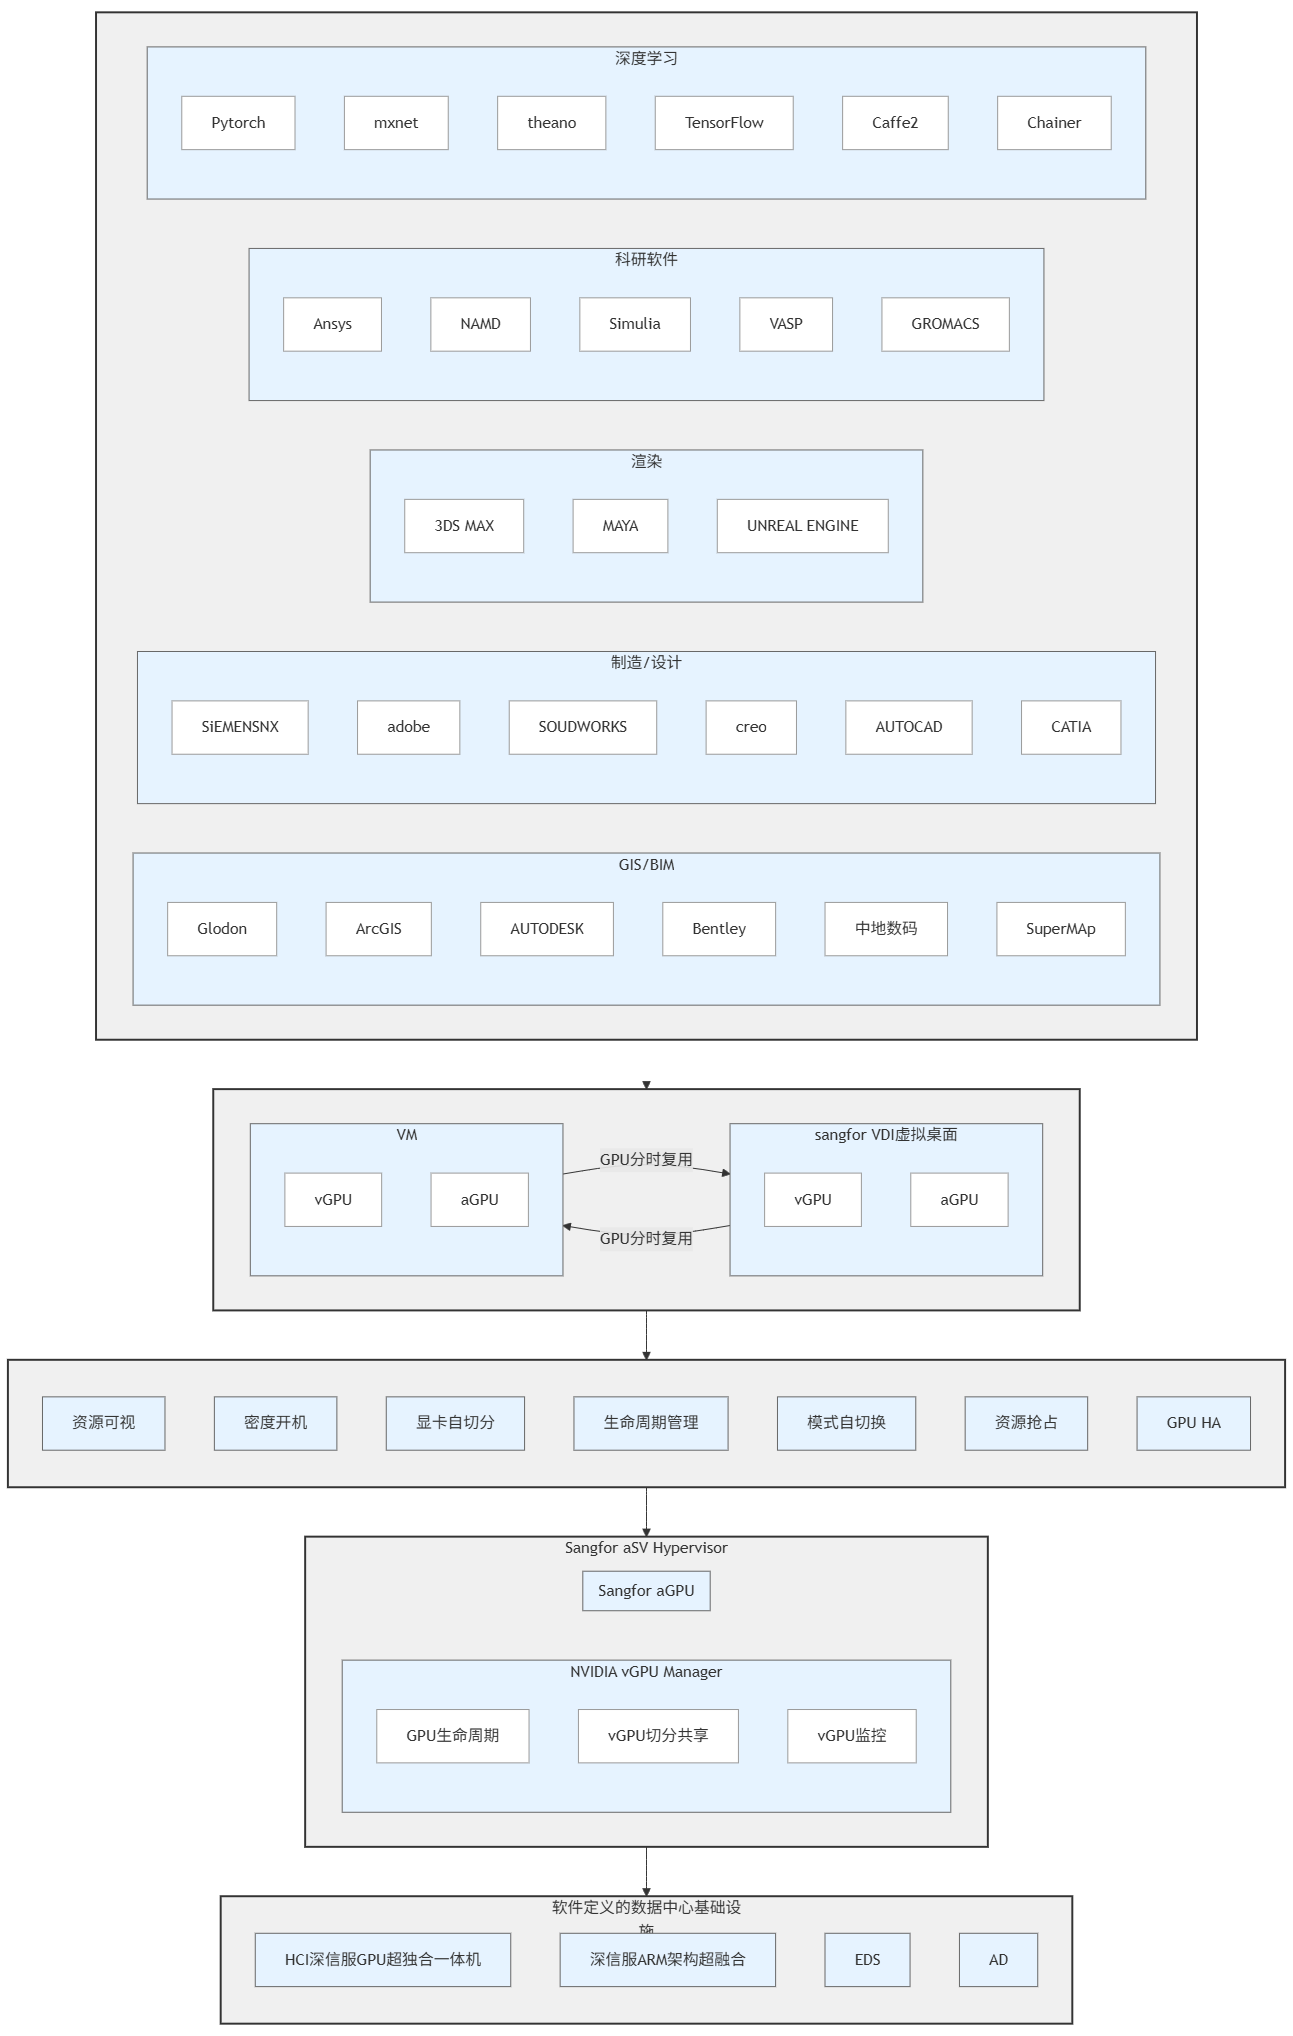 深度学习
Pytorch
mxnet
theano
TensorFlow
Caffe2
Chainer
科研软件
Ansys
NAMD
Simulia
VASP
GROMACS
渲染
3DS MAX
MAYA
UNREAL ENGINE
制造/设计
SiEMENSNX
adobe
SOUDWORKS
creo
AUTOCAD
CATIA
GIS/BIM
Glodon
ArcGIS
AUTODESK
Bentley
中地数码
SuperMAp
VM
vGPU
aGPU
GPU分时复用
GPU分时复用
sangfor VDI虚拟桌面
vGPU
aGPU
资源可视
密度开机
显卡自切分
生命周期管理
模式自切换
资源抢占
GPU HA
Sangfor aSV Hypervisor
Sangfor aGPU
NVIDIA vGPU Manager
GPU生命周期
vGPU切分共享
vGPU监控
软件定义的数据中心基础设
施
HCI深信服GPU超独合一体机
深信服ARM架构超融合
EDS
AD